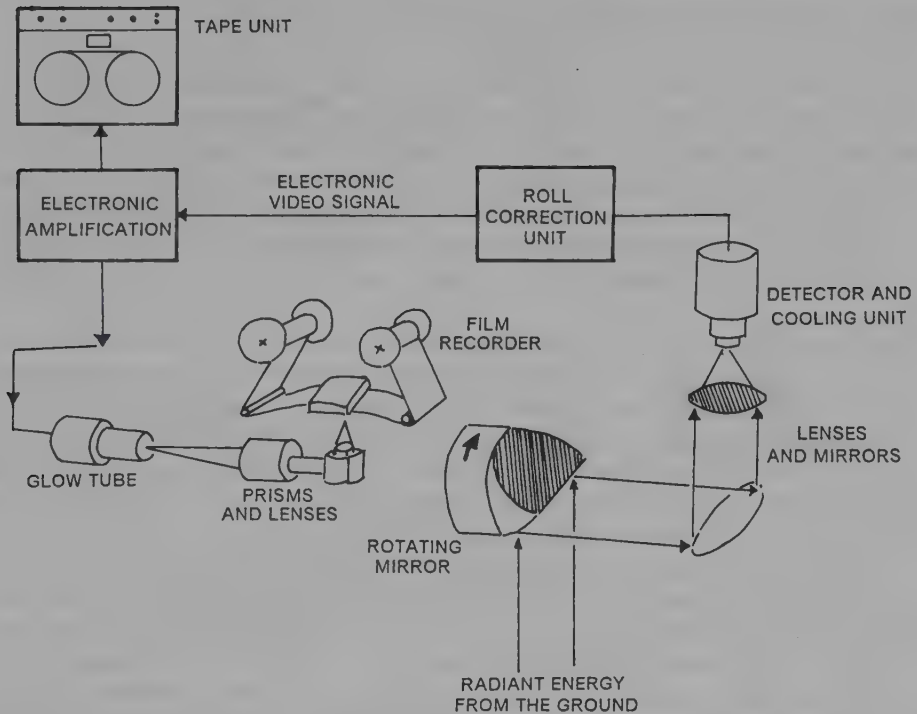 TAPE UNIT
ELECTRONIC
AMPLIFICATION
ELECTRONIC
VIDEO SIGNAL
ROLL
CORRECTION
UNIT
DETECTOR AND
COOLING UNIT
FILM
RECORDER
LENSES
AND MIRRORS
GLOW TUBE
PRISMS
AND LENSES
ROTATING
MIRROR
RADIANT ENERGY
FROM THE GROUND